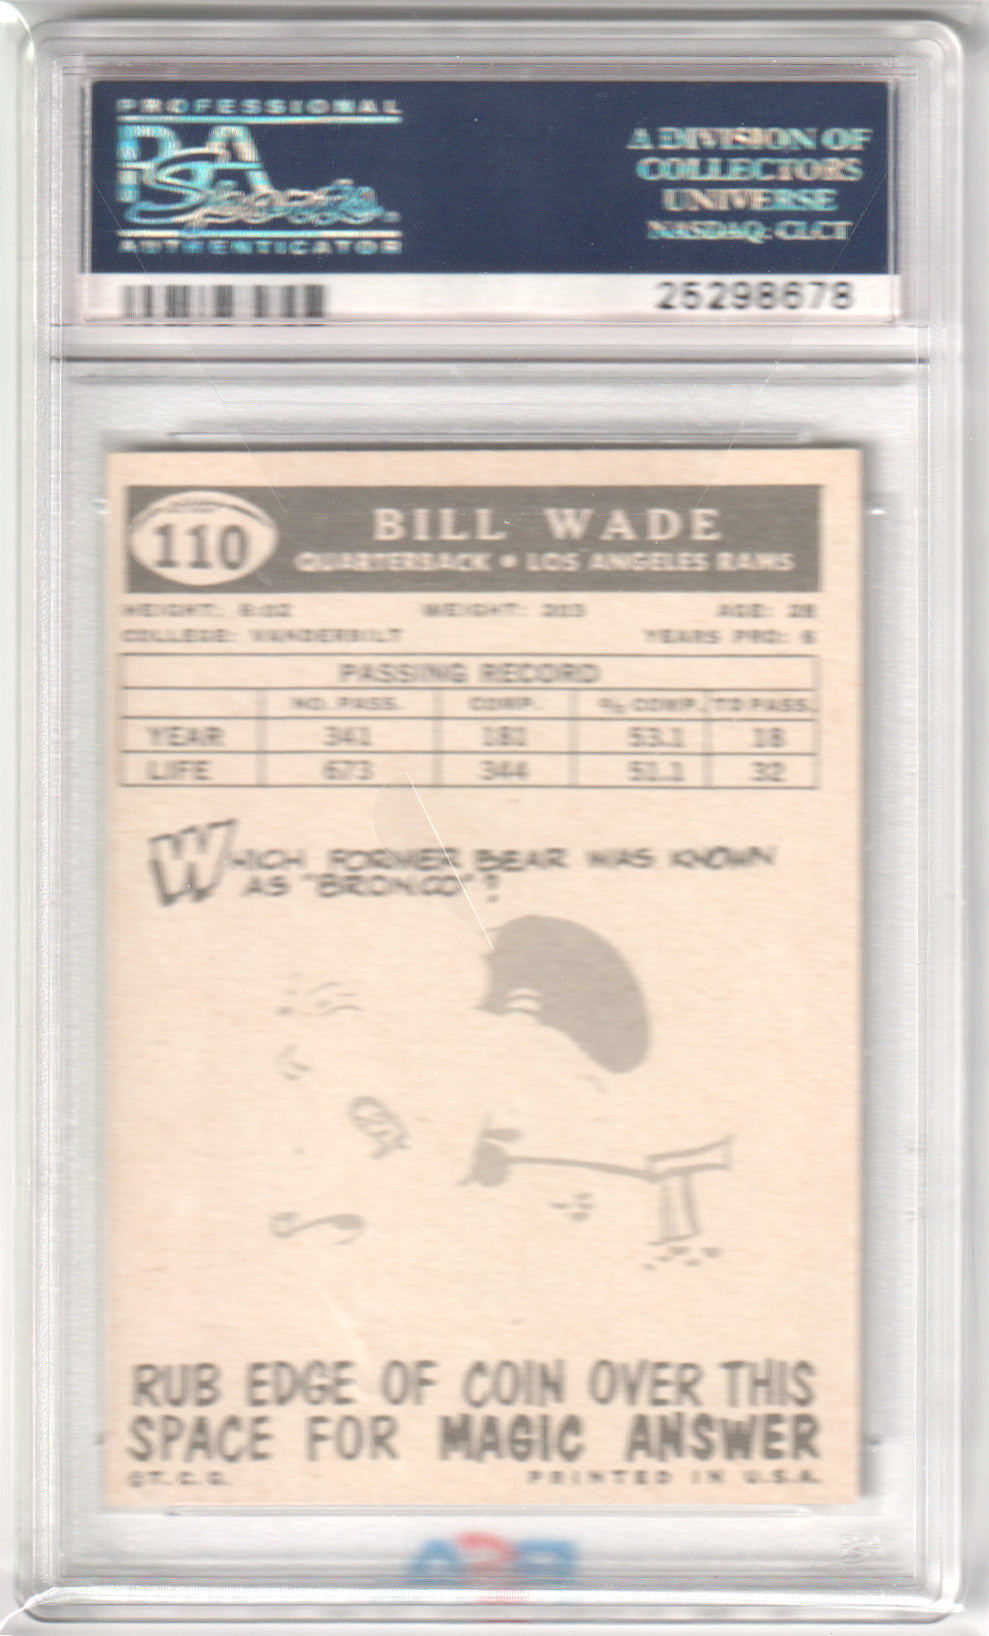 PROFESSIONAL
PSA
Sports
AUTHENTICATOR
A DIVISION OF
COLLECTORS
UNIVERSE
NASDAQ: CLCT
25298678
110
BILL WADE
QUARTERBACK • LOS ANGELES RAMS
HEIGHT: 6:02 WEIGHT: 203 AGE: 28
COLLEGE: VANDERBILT YEARS PRO: 6
PASSING RECORD
NO. PASS. COMP. % COMP. TD PASS.
YEAR 341 181 53.1 18
LIFE 673 344 51.1 32
WHICH FORMER BEAR WAS KNOWN
AS "BRONCO"?
RUB EDGE OF COIN OVER THIS
SPACE FOR MAGIC ANSWER
©T.C.G. PRINTED IN U.S.A.
PSA